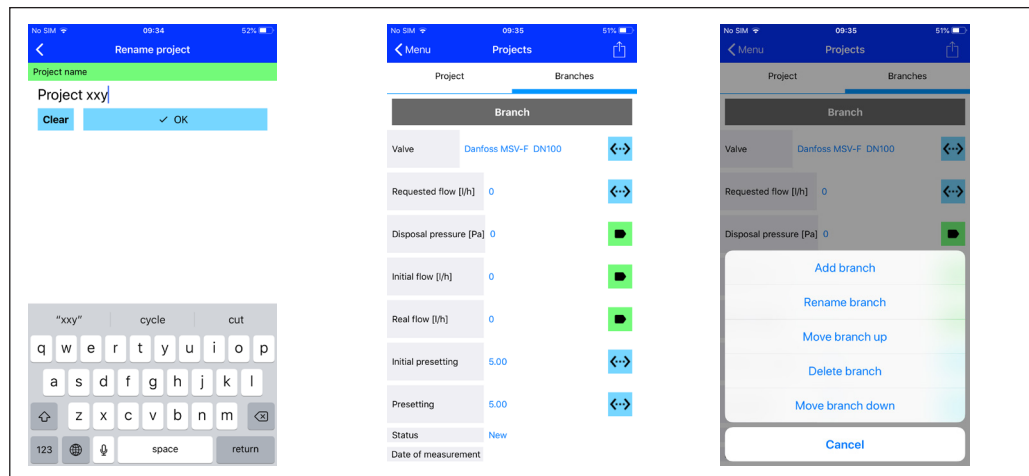 No SIM 09:34 52%
Rename project
Project name
Project xxy
Clear ✓ OK
"xxy" cycle cut
q w e r t y u i o p
a s d f g h j k l
z x c v b n m
123 space return
No SIM 09:35 51%
Menu Projects
Project Branches
Branch
Valve Danfoss MSV-F DN100
Requested flow [l/h] 0
Disposal pressure [Pa] 0
Initial flow [l/h] 0
Real flow [l/h] 0
Initial presetting 5.00
Presetting 5.00
Status New
Date of measurement
No SIM 09:35 51%
Menu Projects
Project Branches
Branch
Valve Danfoss MSV-F DN100
Requested flow [l/h] 0
Disposal pressure [Pa] 0
Add branch
Rename branch
Move branch up
Delete branch
Move branch down
Cancel